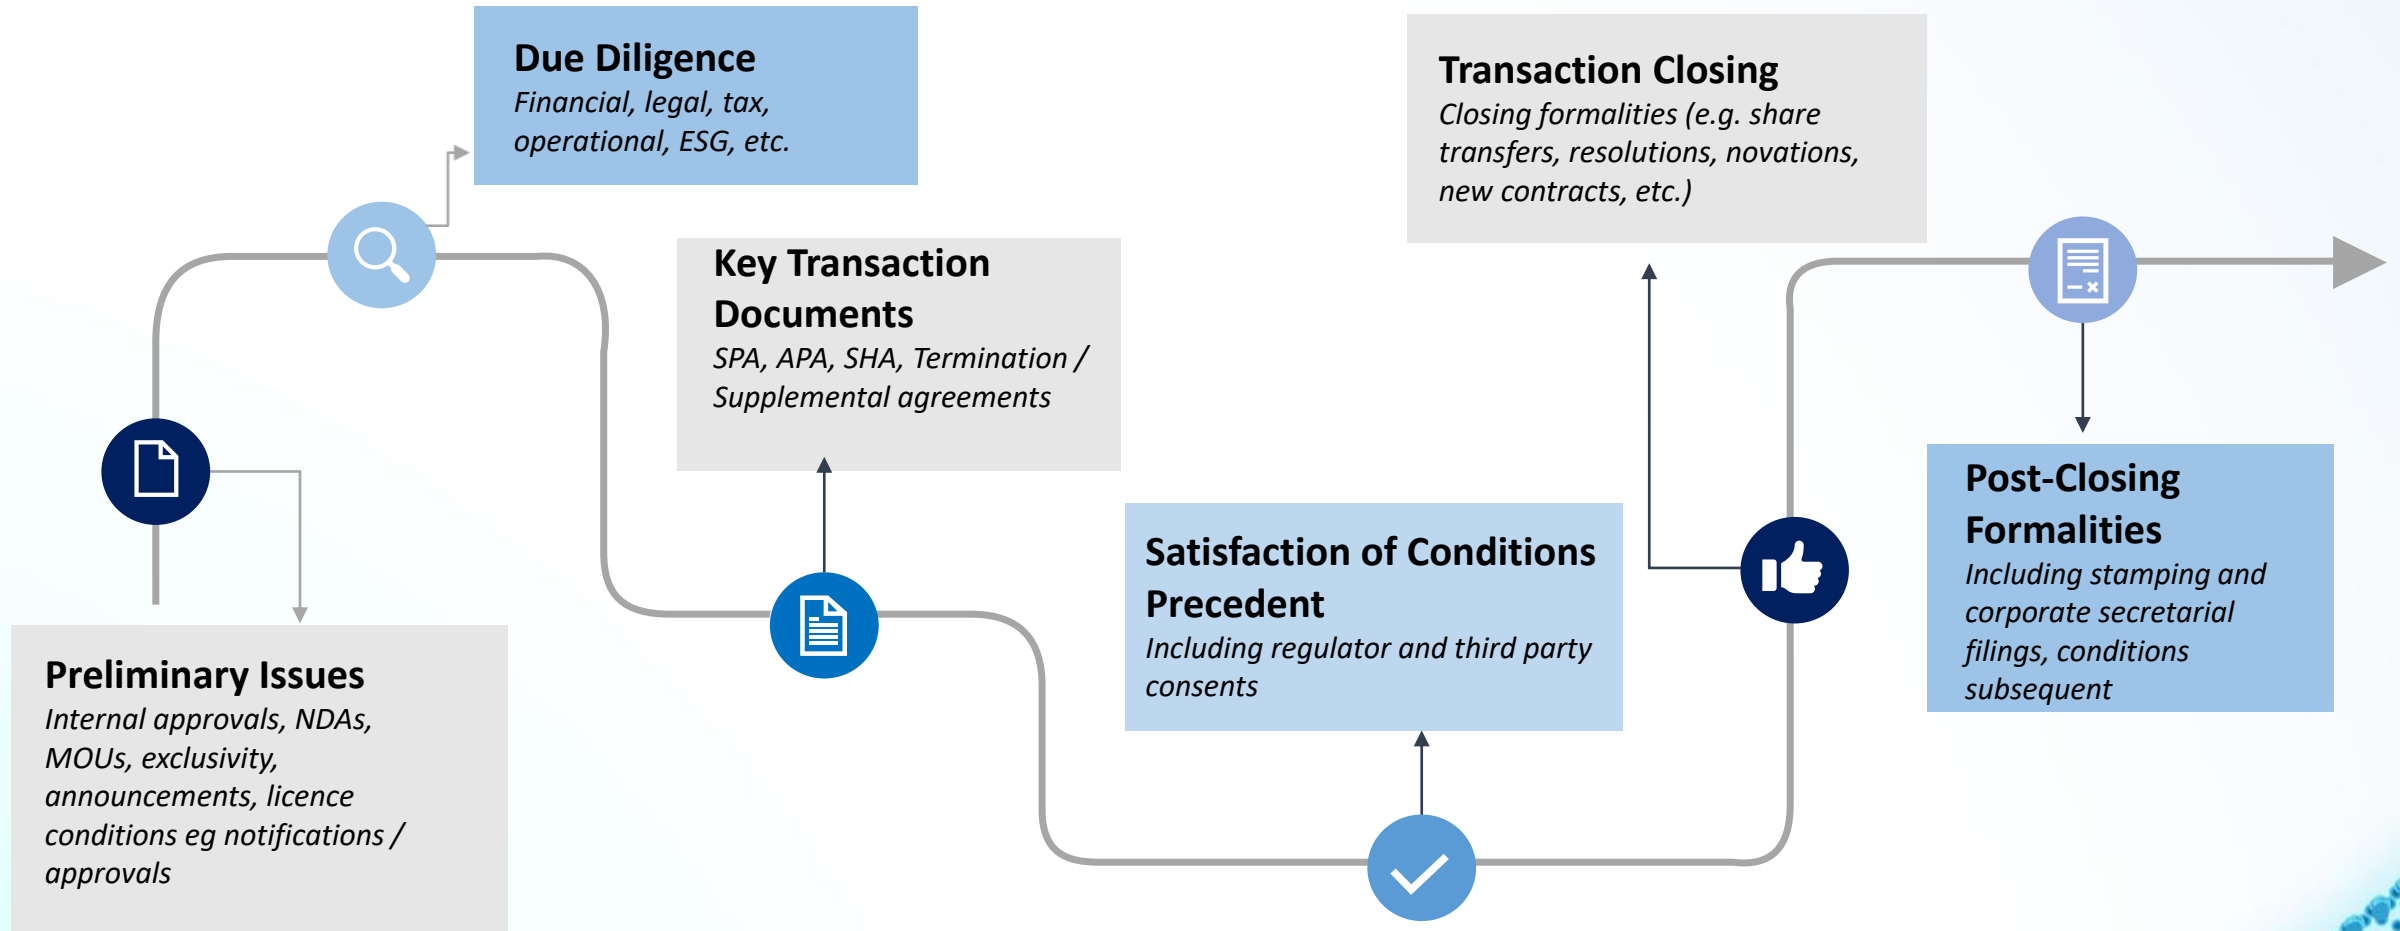 Preliminary Issues
Internal approvals, NDAs,
MOUs, exclusivity,
announcements, licence
conditions eg notifications /
approvals
Due Diligence
Financial, legal, tax,
operational, ESG, etc.
Key Transaction
Documents
SPA, APA, SHA, Termination /
Supplemental agreements
Satisfaction of Conditions
Precedent
Including regulator and third party
consents
Transaction Closing
Closing formalities (e.g. share
transfers, resolutions, novations,
new contracts, etc.)
Post-Closing
Formalities
Including stamping and
corporate secretarial
filings, conditions
subsequent